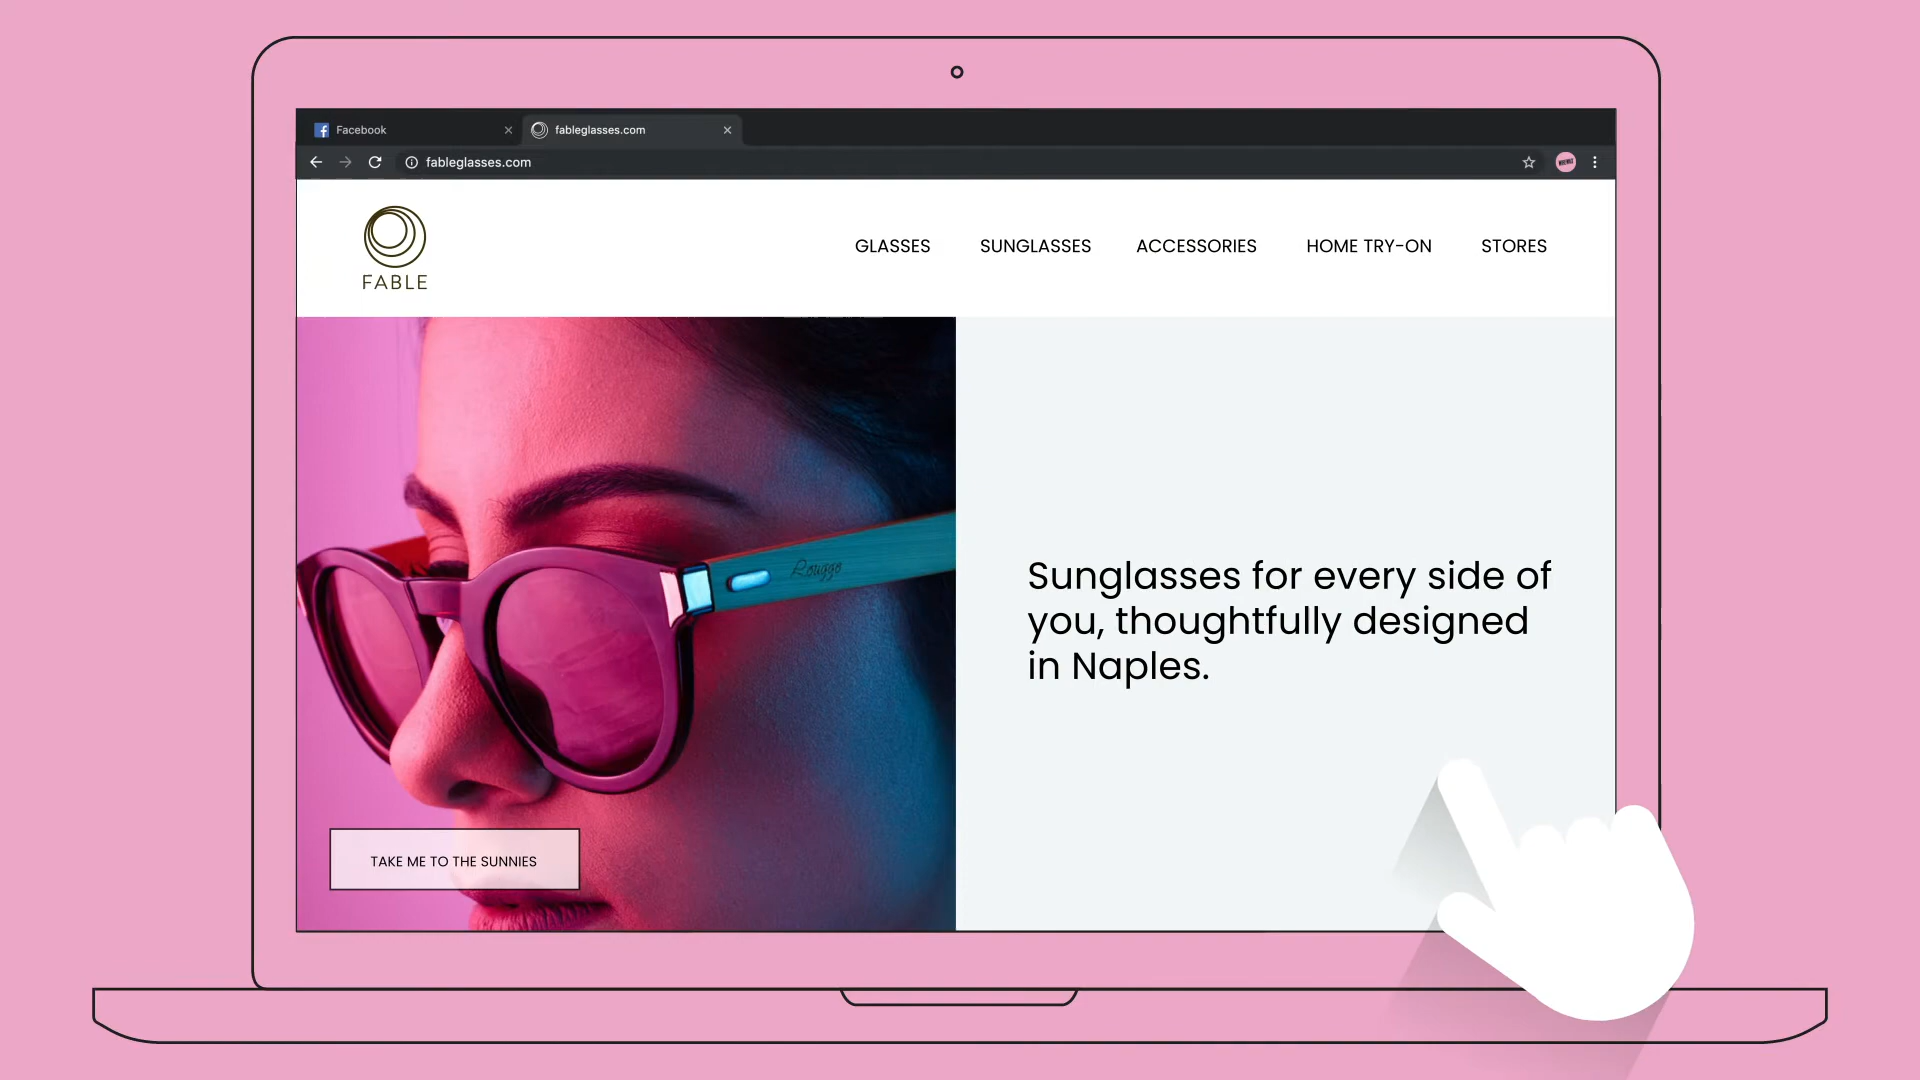 Facebook
fableglasses.com
fableglasses.com
FABLE
GLASSES
SUNGLASSES
ACCESSORIES
HOME TRY-ON
STORES
Lougge
Sunglasses for every side of
you, thoughtfully designed
in Naples.
TAKE ME TO THE SUNNIES